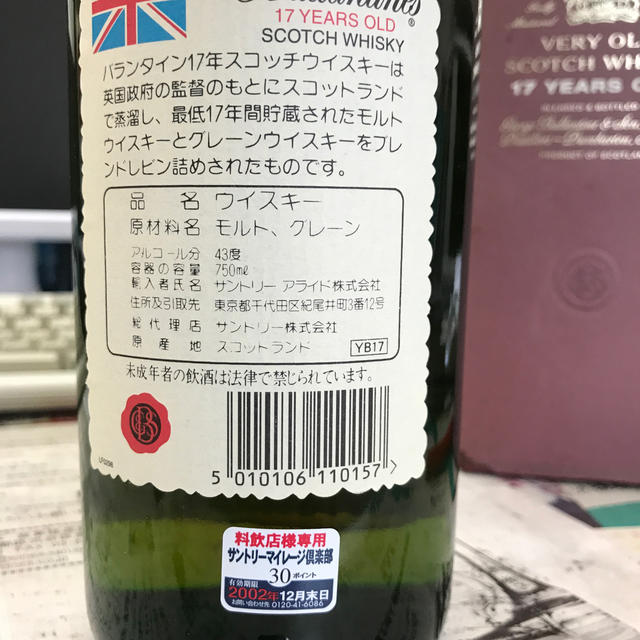 Ballantine's
17 YEARS OLD
SCOTCH WHISKY
®
バランタイン17年スコッチウイスキーは
英国政府の監督のもとにスコットランド
で蒸溜し、最低17年間貯蔵されたモルト
ウイスキーとグレーンウイスキーをブレ
ンドしビン詰めされたものです。
品名 ウイスキー
原材料名 モルト、グレーン
アルコール分 43度
容器の容量 750mℓ
輸入者氏名 サントリー アライド株式会社
住所及引取先 東京都千代田区紀尾井町3番12号
総代理店 サントリー株式会社
原産地 スコットランド
YB17
未成年者の飲酒は法律で禁じられています。
5 010106 110157
料飲店様専用
サントリーマイレージ倶楽部
30ポイント
有効期限
2002年12月末日
お問い合わせ先 0120-41-6086
VERY OLD
SCOTCH
17 YEARS
PRODUCT OF SCOTLAND